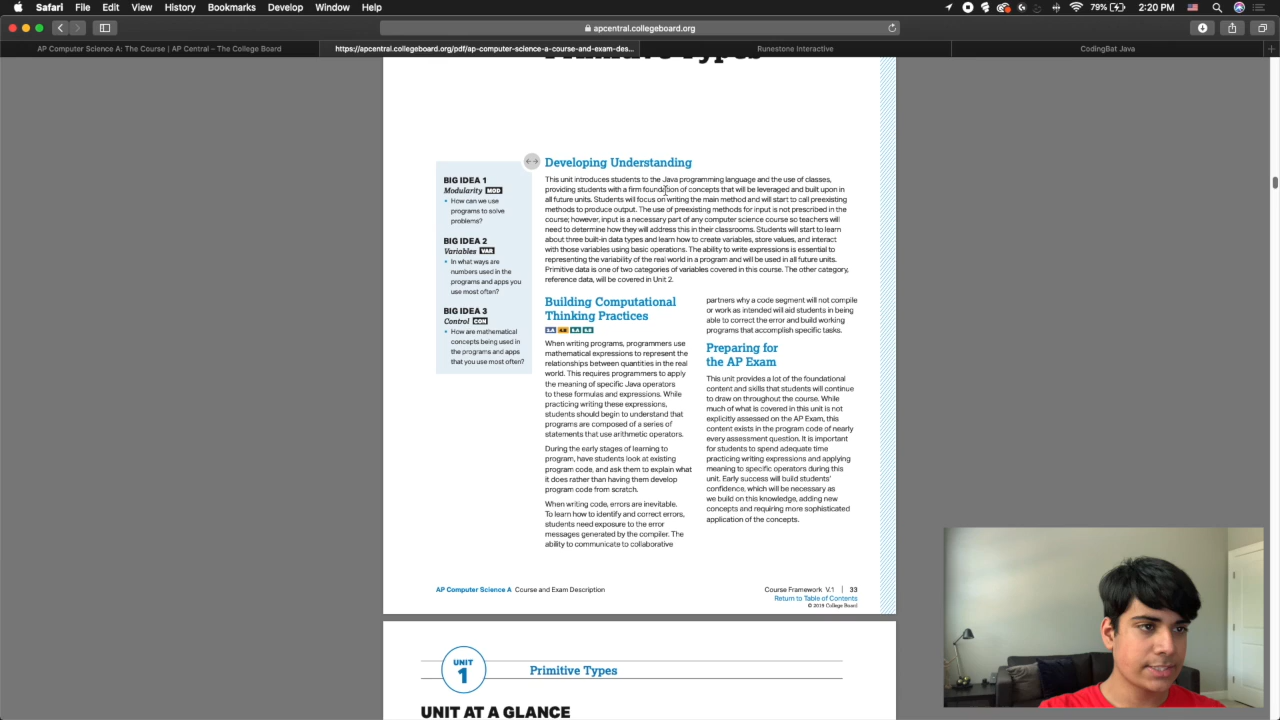 Safari File Edit View History Bookmarks Develop Window Help
79% Sun 5:21:40 PM
apcentral.collegeboard.org
AP Computer Science A: The Course | AP Central – The College Board
https://apcentral.collegeboard.org/pdf/ap-computer-science-a-course-and-exam-des...
Runestone Interactive
CodingBat Java
Primitive Types
BIG IDEA 1
Modularity MOD
• How can we use
programs to solve
problems?
BIG IDEA 2
Variables VAR
• In what ways are
numbers used in the
programs and apps you
use most often?
BIG IDEA 3
Control CON
• How are mathematical
concepts being used in
the programs and apps
that you use most often?
Developing Understanding
This unit introduces students to the Java programming language and the use of classes,
providing students with a firm foundation of concepts that will be leveraged and built upon in
all future units. Students will focus on writing the main method and will start to call preexisting
methods to produce output. The use of preexisting methods for input is not prescribed in the
course; however, input is a necessary part of any computer science course so teachers will
need to determine how they will address this in their classrooms. Students will start to learn
about three built-in data types and learn how to create variables, store values, and interact
with those variables using basic operations. The ability to write expressions is essential to
representing the variability of the real world in a program and will be used in all future units.
Primitive data is one of two categories of variables covered in this course. The other category,
reference data, will be covered in Unit 2.
Building Computational
Thinking Practices
When writing programs, programmers use
mathematical expressions to represent the
relationships between quantities in the real
world. This requires programmers to apply
the meaning of specific Java operators
to these formulas and expressions. While
practicing writing these expressions,
students should begin to understand that
programs are composed of a series of
statements that use arithmetic operators.
During the early stages of learning to
program, have students look at existing
program code, and ask them to explain what
it does rather than having them develop
program code from scratch.
When writing code, errors are inevitable.
To learn how to identify and correct errors,
students need exposure to the error
messages generated by the compiler. The
ability to communicate to collaborative
partners why a code segment will not compile
or work as intended will aid students in being
able to correct the error and build working
programs that accomplish specific tasks.
Preparing for
the AP Exam
This unit provides a lot of the foundational
content and skills that students will continue
to draw on throughout the course. While
much of what is covered in this unit is not
explicitly assessed on the AP Exam, this
content exists in the program code of nearly
every assessment question. It is important
for students to spend adequate time
practicing writing expressions and applying
meaning to specific operators during this
unit. Early success will build students'
confidence, which will be necessary as
we build on this knowledge, adding new
concepts and requiring more sophisticated
application of the concepts.
AP Computer Science A Course and Exam Description
Course Framework V.1 | 33
Return to Table of Contents
© 2019 College Board
UNIT
1
Primitive Types
UNIT AT A GLANCE